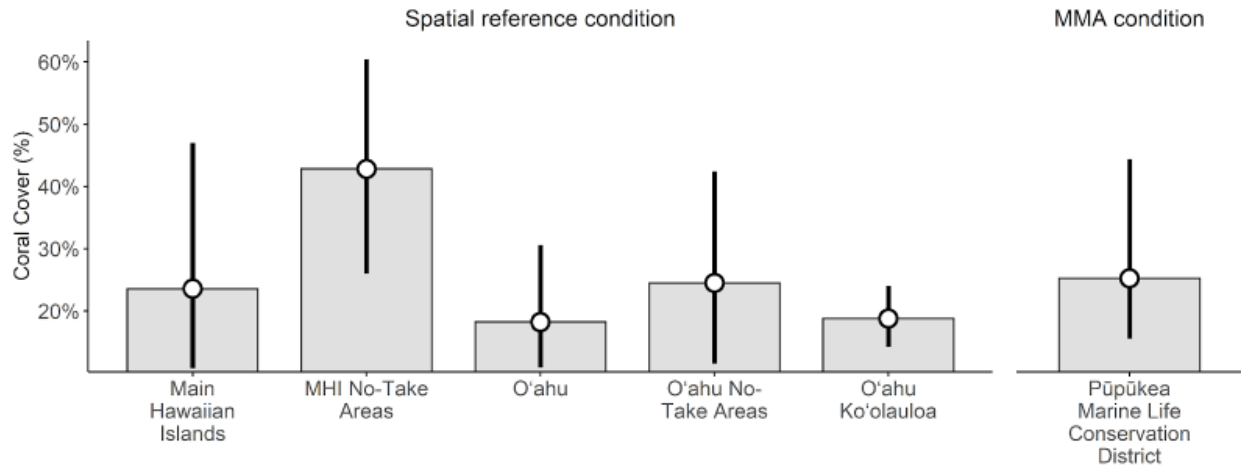 Spatial reference condition
MMA condition
Coral Cover (%)
60%
50%
40%
30%
20%
Main
Hawaiian
Islands
MHI No-Take
Areas
Oʻahu
Oʻahu No-
Take Areas
Oʻahu
Koʻolauloa
Pūpūkea
Marine Life
Conservation
District